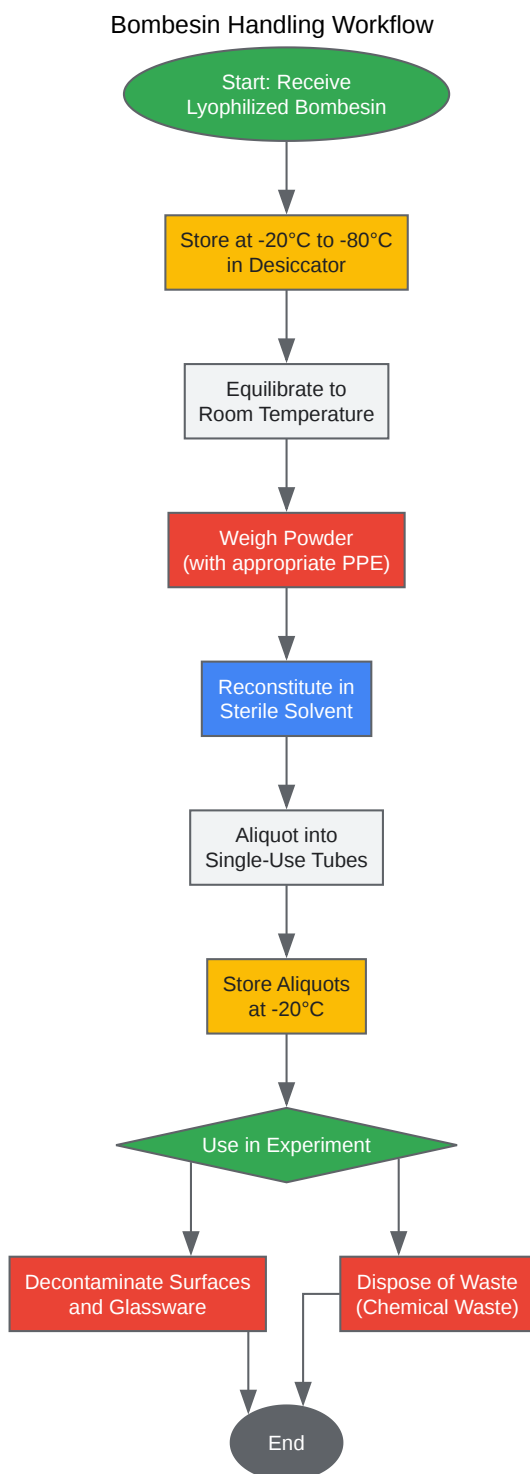 Bombesin Handling Workflow
Start: Receive
Lyophilized Bombesin
Store at -20°C to -80°C
in Desiccator
Equilibrate to
Room Temperature
Weigh Powder
(with appropriate PPE)
Reconstitute in
Sterile Solvent
Aliquot into
Single-Use Tubes
Store Aliquots
at -20°C
Use in Experiment
Decontaminate Surfaces
and Glassware
Dispose of Waste
(Chemical Waste)
End